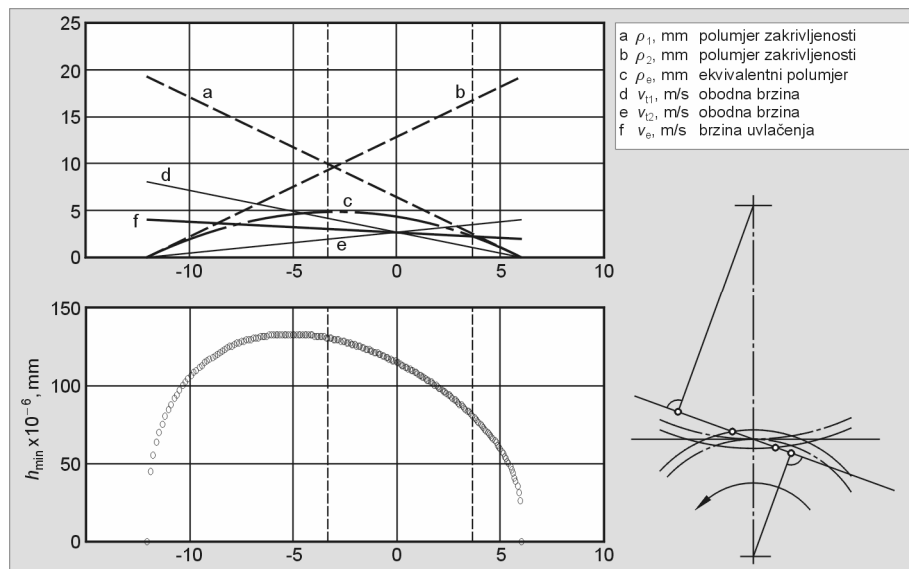 25
20
15
10
5
0
a
b
c
d
e
f
-10
-5
0
5
10
a ρ1, mm polumjer zakrivljenosti
b ρ2, mm polumjer zakrivljenosti
c ρe, mm ekvivalentni polumjer
d vt1, m/s obodna brzina
e vt2, m/s obodna brzina
f ve, m/s brzina uvlačenja
hmin x10⁻⁶, mm
150
100
50
0
-10
-5
0
5
10